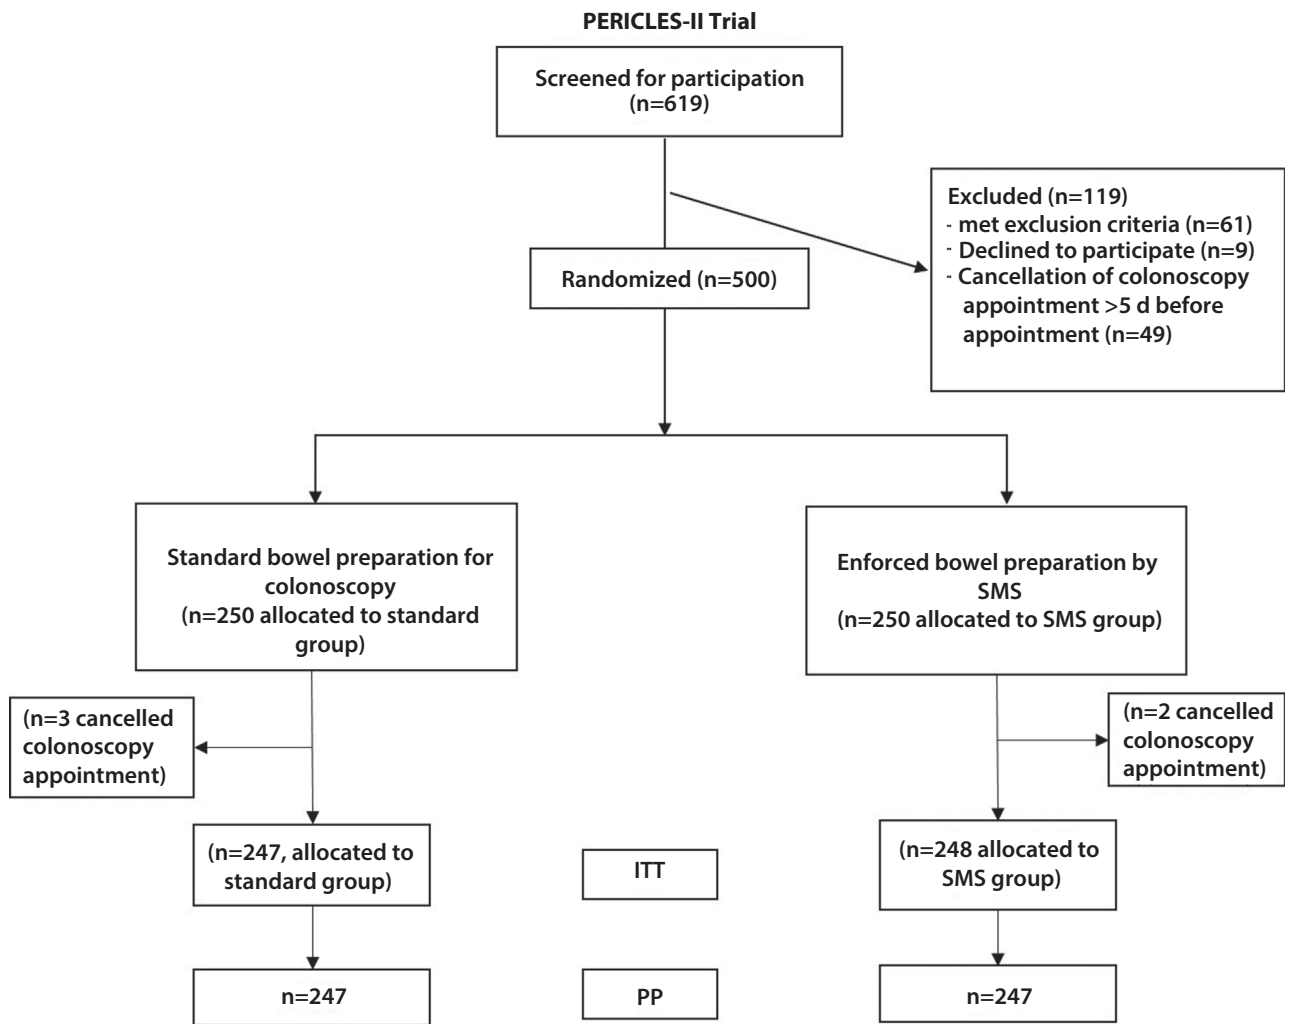 PERICLES-II Trial
Screened for participation
(n=619)
Excluded (n=119)
- met exclusion criteria (n=61)
- Declined to participate (n=9)
- Cancellation of colonoscopy
appointment >5 d before
appointment (n=49)
Randomized (n=500)
Standard bowel preparation for
colonoscopy
(n=250 allocated to standard
group)
Enforced bowel preparation by
SMS
(n=250 allocated to SMS group)
(n=3 cancelled
colonoscopy
appointment)
(n=2 cancelled
colonoscopy
appointment)
(n=247, allocated to
standard group)
ITT
(n=248 allocated to
SMS group)
n=247
PP
n=247